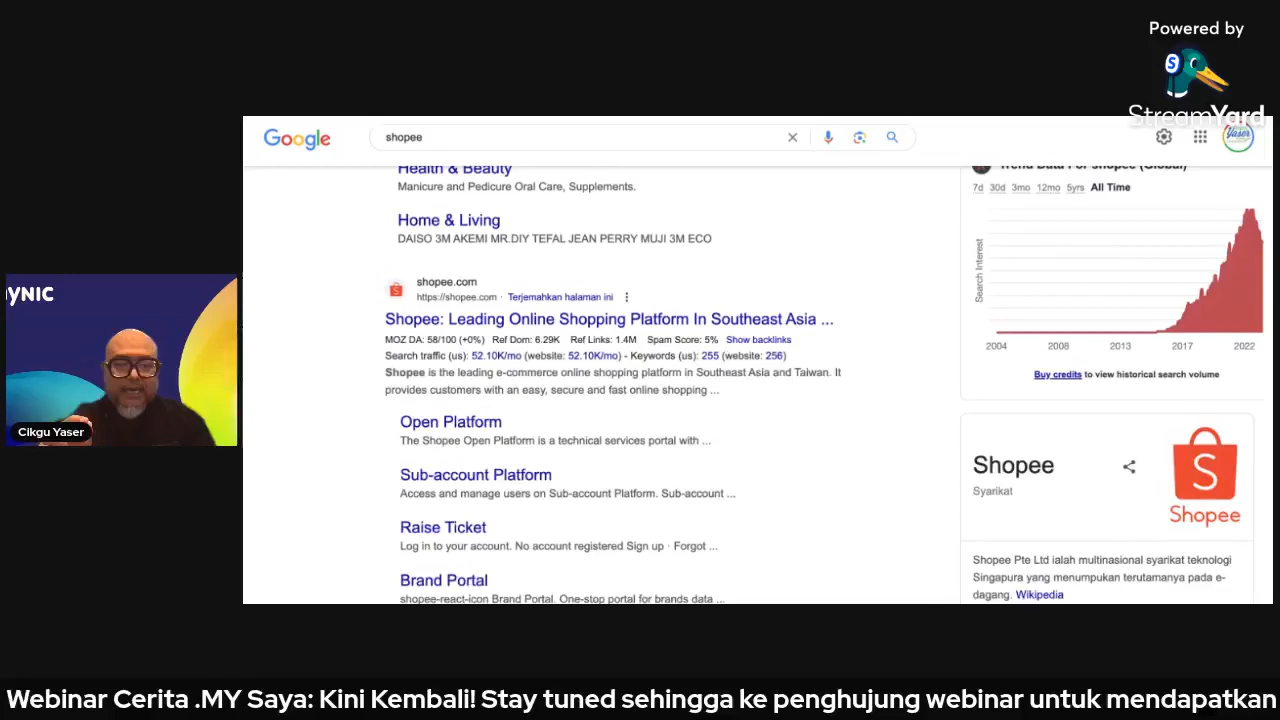 Powered by
StreamYard
Google
shopee
Yaser
Health & Beauty
Manicure and Pedicure Oral Care, Supplements.
Home & Living
DAISO 3M AKEMI MR.DIY TEFAL JEAN PERRY MUJI 3M ECO
shopee.com
https://shopee.com · Terjemahkan halaman ini
Shopee: Leading Online Shopping Platform In Southeast Asia ...
MOZ DA: 58/100 (+0%) Ref Dom: 6.29K Ref Links: 1.4M Spam Score: 5% Show backlinks
Search traffic (us): 52.10K/mo (website: 52.10K/mo) - Keywords (us): 255 (website: 256)
Shopee is the leading e-commerce online shopping platform in Southeast Asia and Taiwan. It
provides customers with an easy, secure and fast online shopping ...
Open Platform
The Shopee Open Platform is a technical services portal with ...
Sub-account Platform
Access and manage users on Sub-account Platform. Sub-account ...
Raise Ticket
Log in to your account. No account registered Sign up · Forgot ...
Brand Portal
shopee-react-icon Brand Portal. One-stop portal for brands data ...
Trend Data For shopee (Global)
7d 30d 3mo 12mo 5yrs All Time
Search Interest
2004 2008 2013 2017 2022
Buy credits to view historical search volume
Shopee
Syarikat
S
Shopee
Shopee Pte Ltd ialah multinasional syarikat teknologi
Singapura yang menumpukan terutamanya pada e-
dagang. Wikipedia
YNIC
Cikgu Yaser
Webinar Cerita .MY Saya: Kini Kembali! Stay tuned sehingga ke penghujung webinar untuk mendapatkan